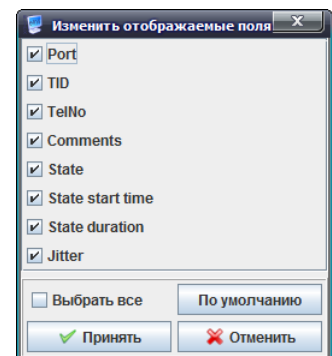 Изменить отображаемые поля
Port
TID
TelNo
Comments
State
State start time
State duration
Jitter
Выбрать все По умолчанию
Принять Отменить